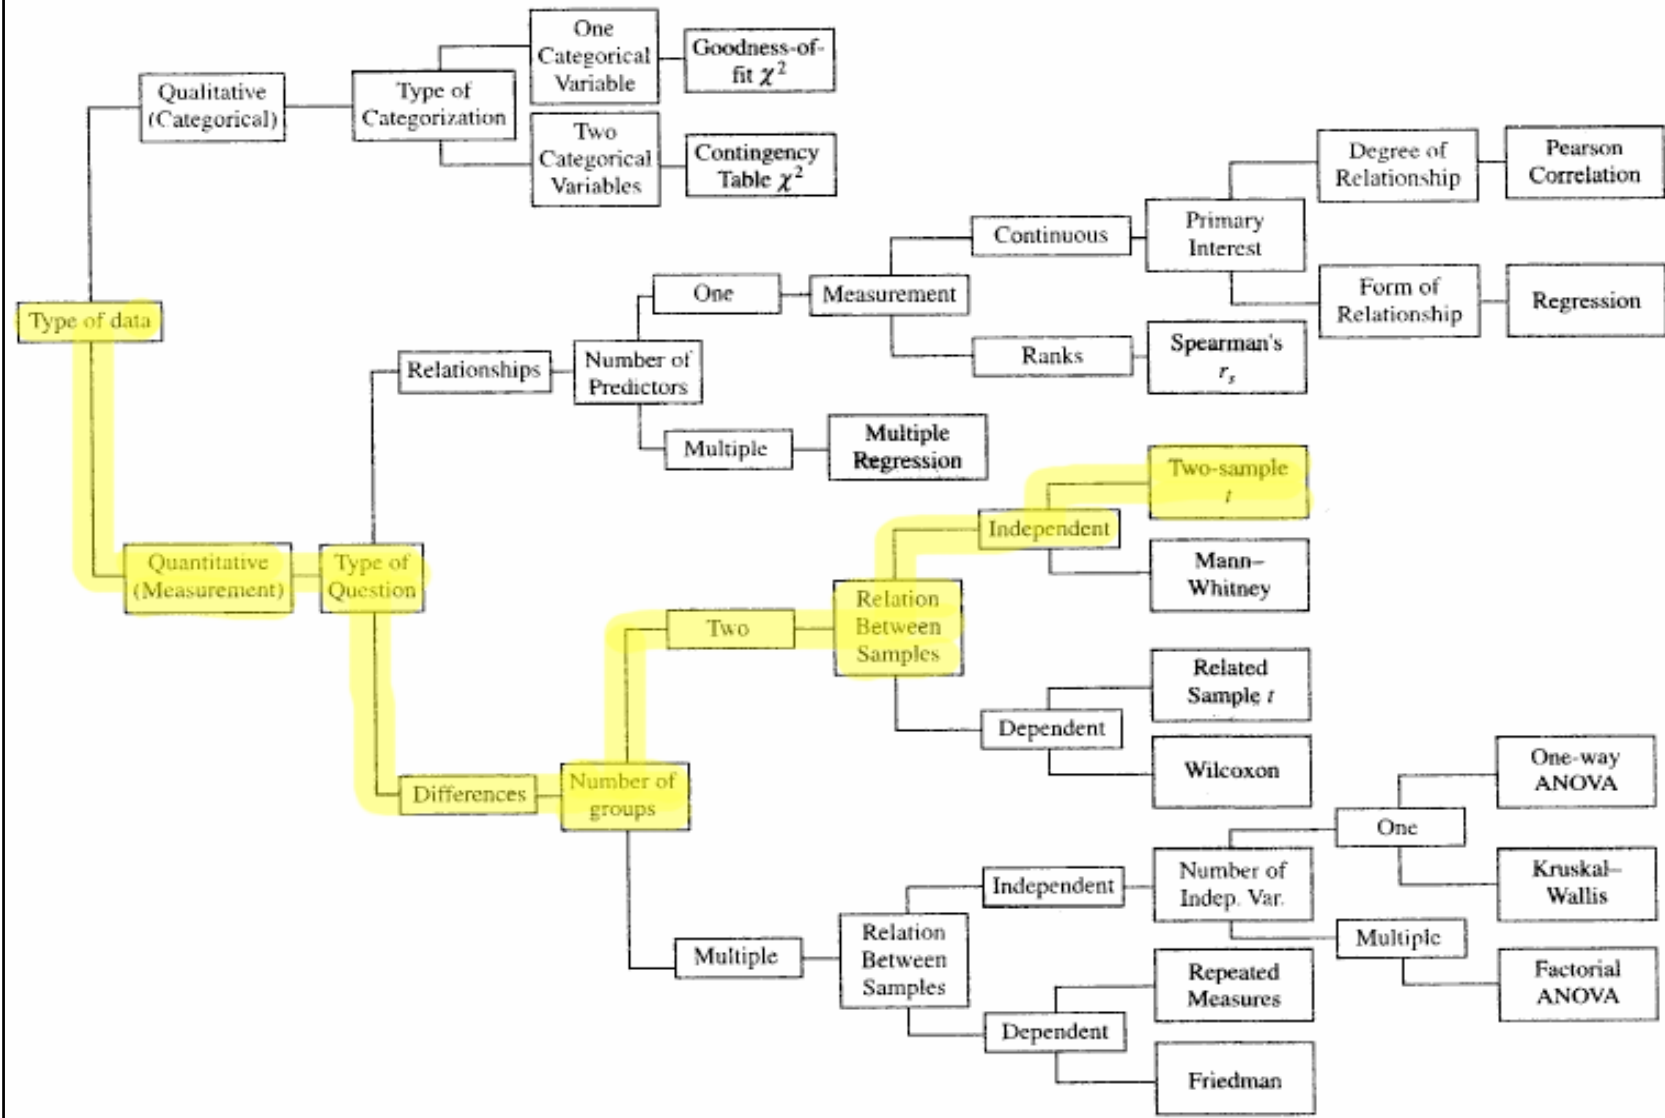 One
Categorical
Variable
Goodness-of-
fit χ²
Qualitative
(Categorical)
Type of
Categorization
Two
Categorical
Variables
Contingency
Table χ²
Degree of
Relationship
Pearson
Correlation
Continuous
Primary
Interest
One
Measurement
Form of
Relationship
Regression
Type of data
Relationships
Number of
Predictors
Ranks
Spearman's
rₛ
Multiple
Multiple
Regression
Two-sample
t
Independent
Mann–
Whitney
Quantitative
(Measurement)
Type of
Question
Two
Relation
Between
Samples
Related
Sample t
Dependent
Wilcoxon
Differences
Number of
groups
One-way
ANOVA
One
Independent
Number of
Indep. Var.
Kruskal–
Wallis
Multiple
Relation
Between
Samples
Multiple
Repeated
Measures
Factorial
ANOVA
Dependent
Friedman